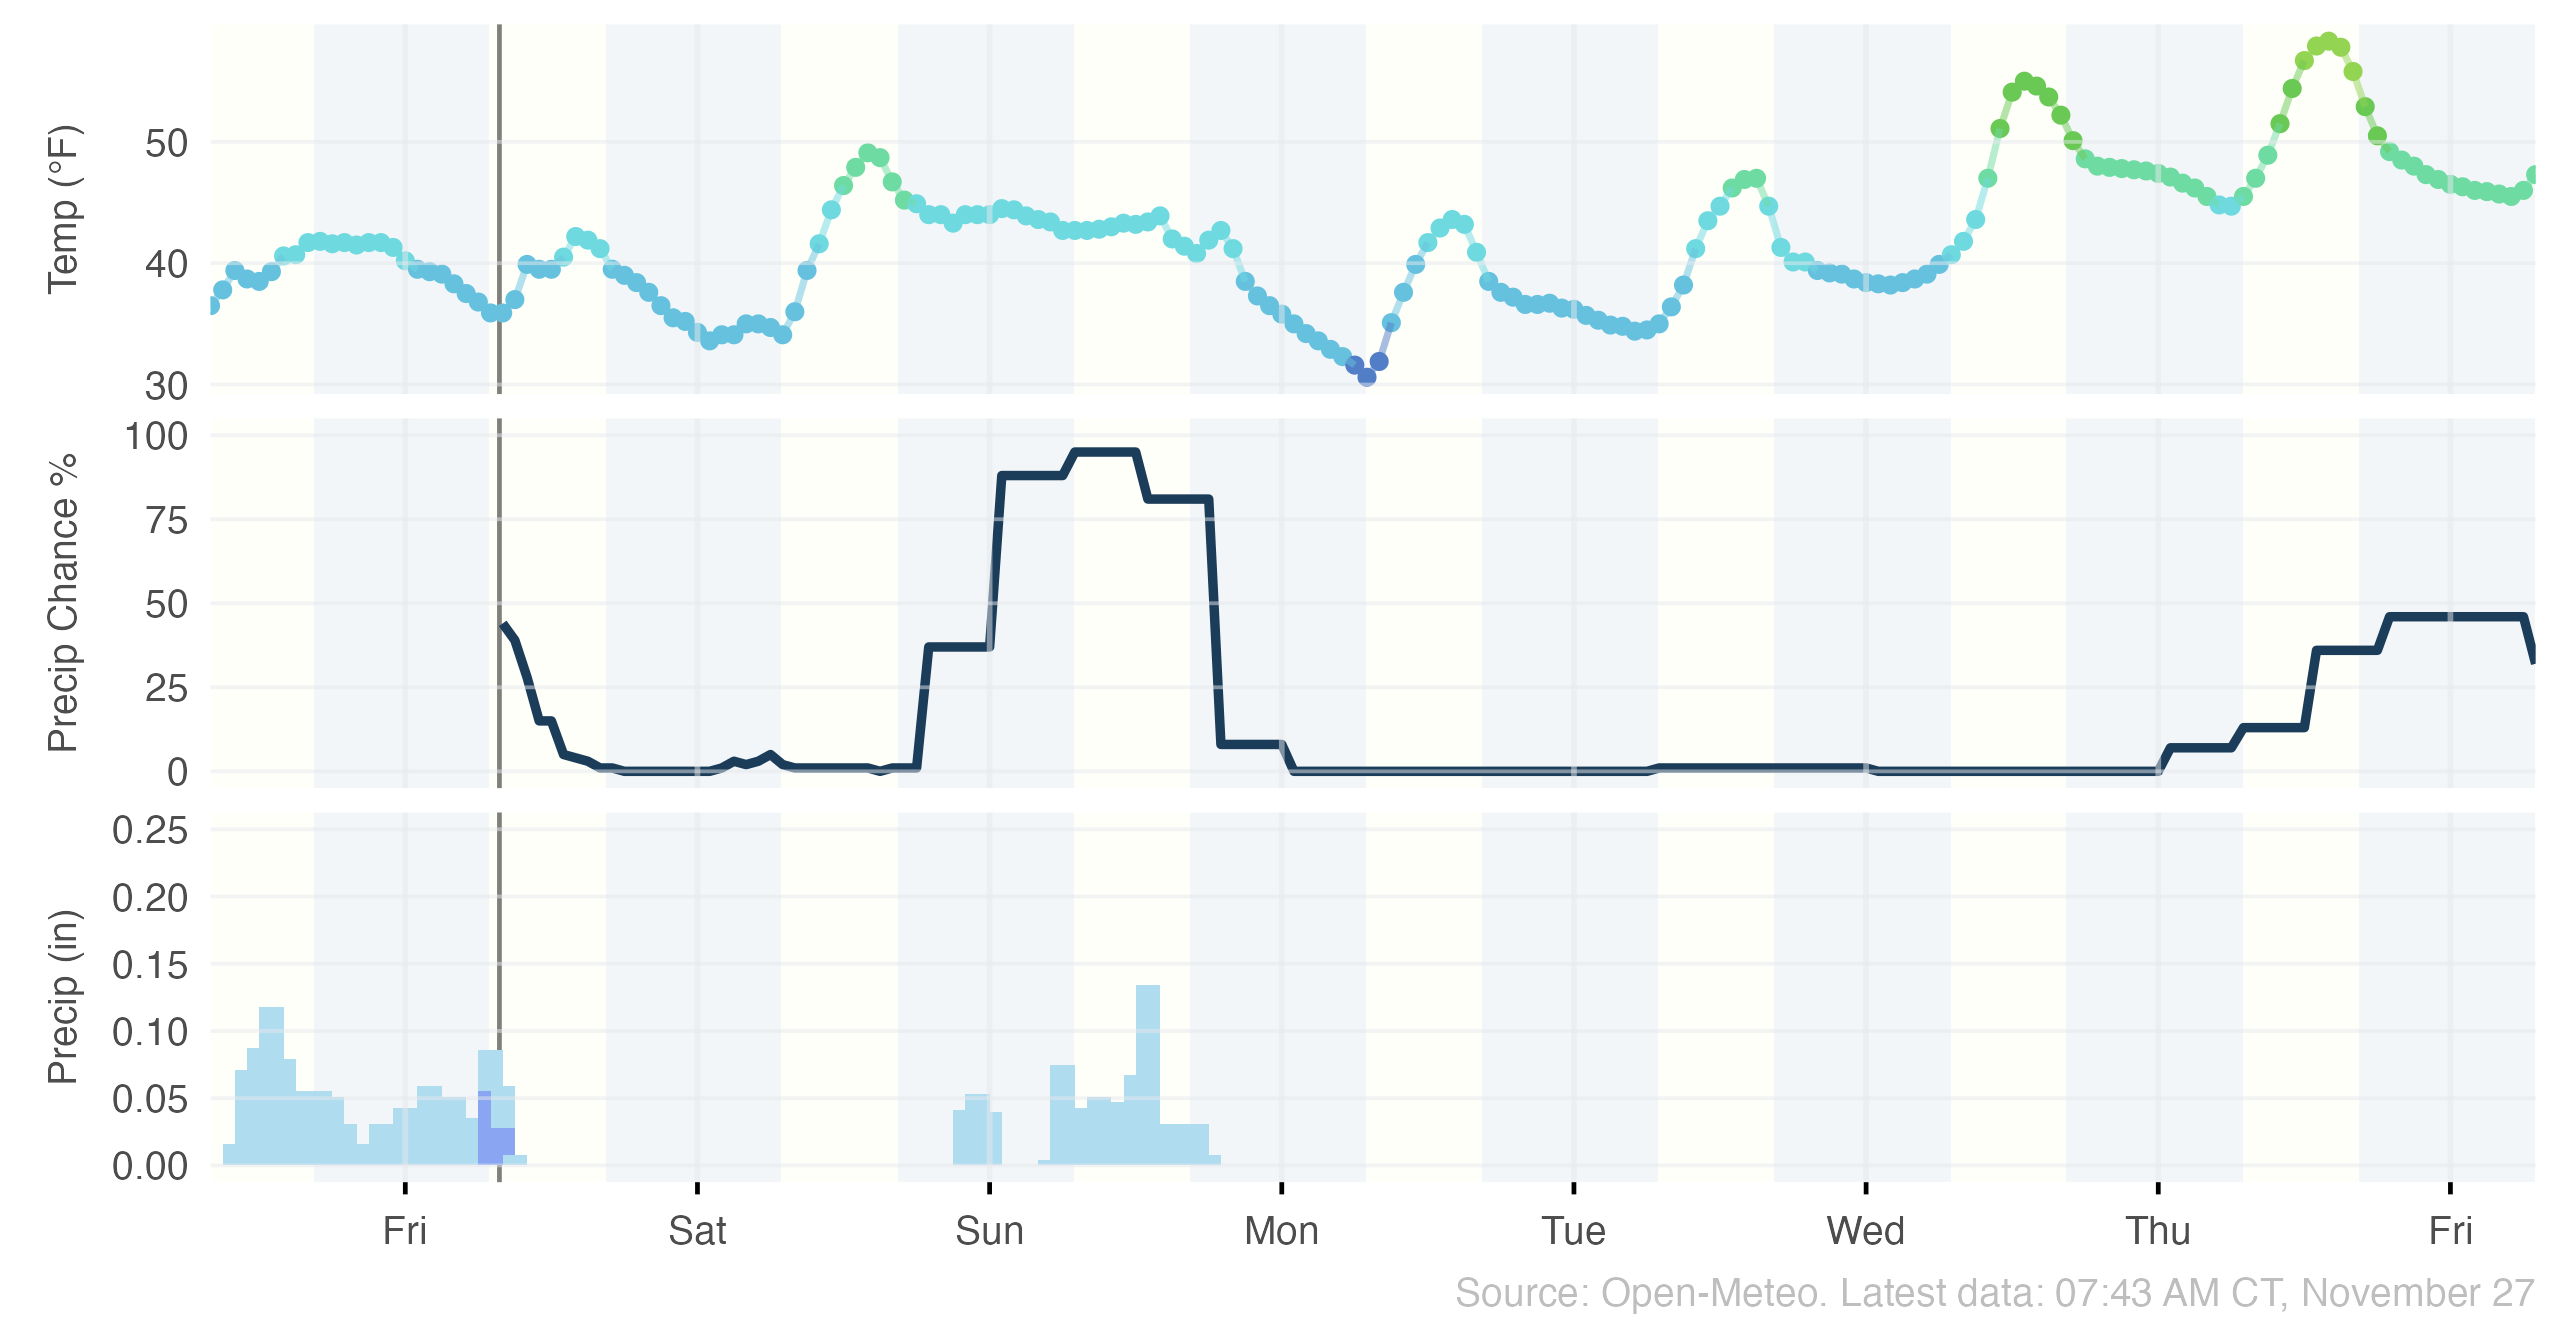 Temp (°F)
50
40
30
Precip Chance %
100
75
50
25
0
Precip (in)
0.25
0.20
0.15
0.10
0.05
0.00
Fri Sat Sun Mon Tue Wed Thu Fri
Source: Open-Meteo. Latest data: 07:43 AM CT, November 27